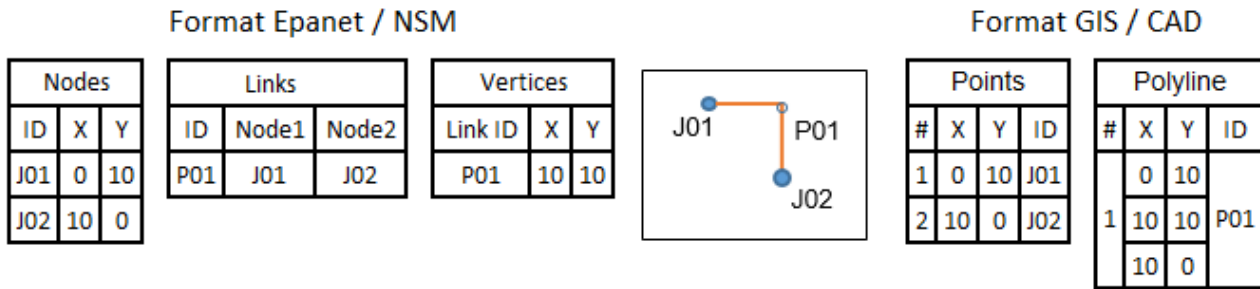 Format Epanet / NSM
Format GIS / CAD
Nodes
ID X Y
J01 0 10
J02 10 0
Links
ID Node1 Node2
P01 J01 J02
Vertices
Link ID X Y
P01 10 10
J01
P01
J02
Points
# X Y ID
1 0 10 J01
2 10 0 J02
Polyline
# X Y ID
0 10
1 10 10 P01
10 0